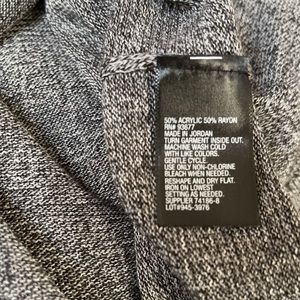 50% ACRYLIC 50% RAYON
RN# 93677
MADE IN JORDAN
TURN GARMENT INSIDE OUT.
MACHINE WASH COLD
WITH LIKE COLORS.
GENTLE CYCLE.
USE ONLY NON-CHLORINE
BLEACH WHEN NEEDED.
RESHAPE AND DRY FLAT.
IRON ON LOWEST
SETTING AS NEEDED.
SUPPLIER 74186-8
LOT#945-3976